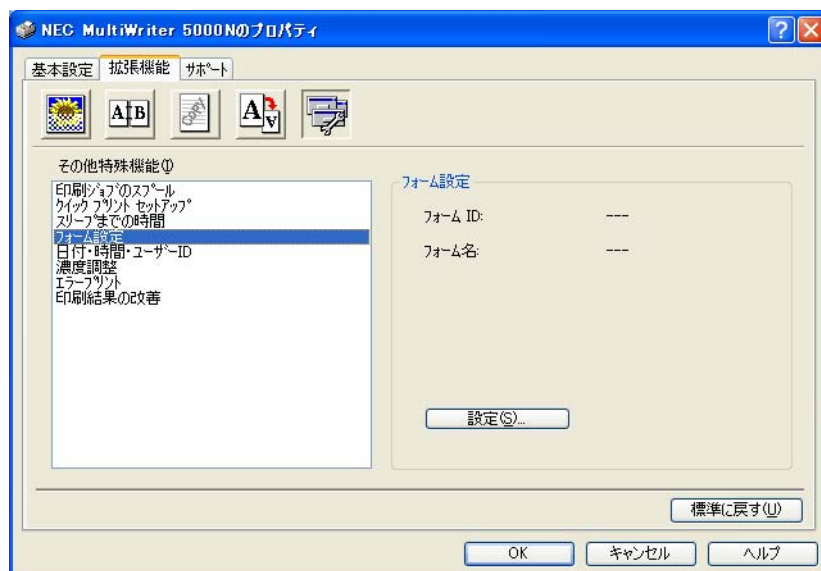 NEC MultiWriter 5000Nのプロパティ
基本設定 拡張機能 サポート
A B Copy A A
その他特殊機能(I)
印刷ジョブのスプール
クイック プリント セットアップ
スリープまでの時間
フォーム設定
日付・時間・ユーザーID
濃度調整
エラープリント
印刷結果の改善
フォーム設定
フォーム ID: ---
フォーム名: ---
設定(S)...
標準に戻す(U)
OK キャンセル ヘルプ